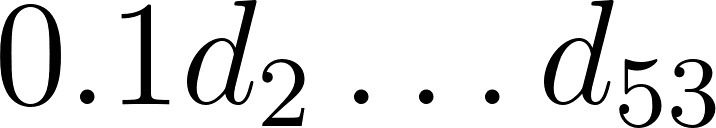 0.1d₂ . . . d₅₃